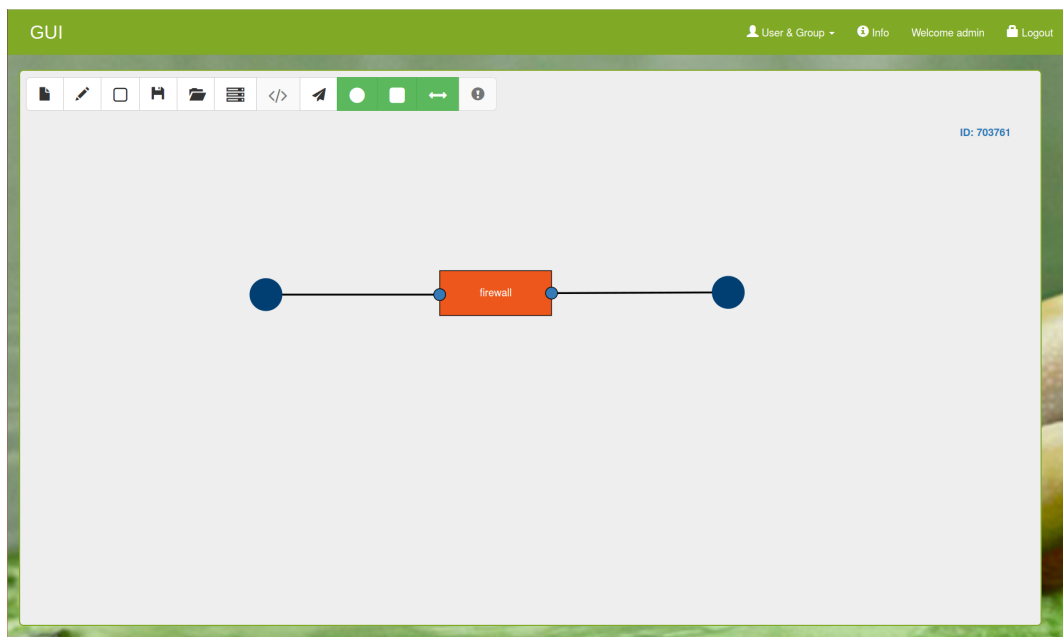 GUI
User & Group
Info
Welcome admin
Logout
</>
ID: 703761
firewall